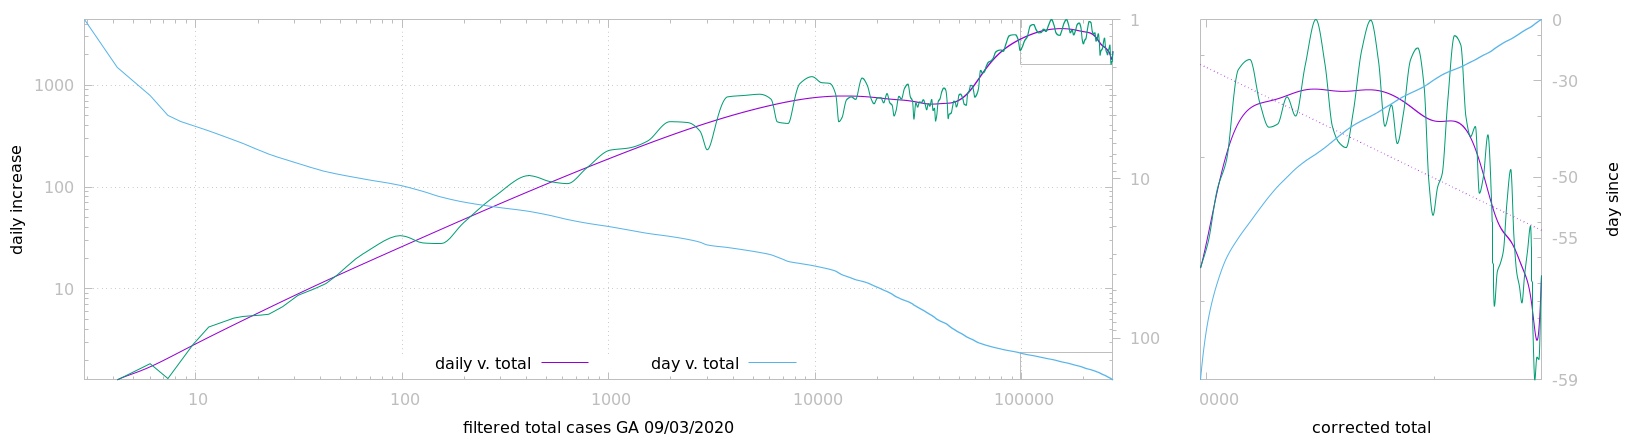 daily increase
1000
100
10
10
100
1000
10000
100000
1
10
100
daily v. total
day v. total
filtered total cases GA 09/03/2020
0
-30
-50
-55
-59
0000
day since
corrected total